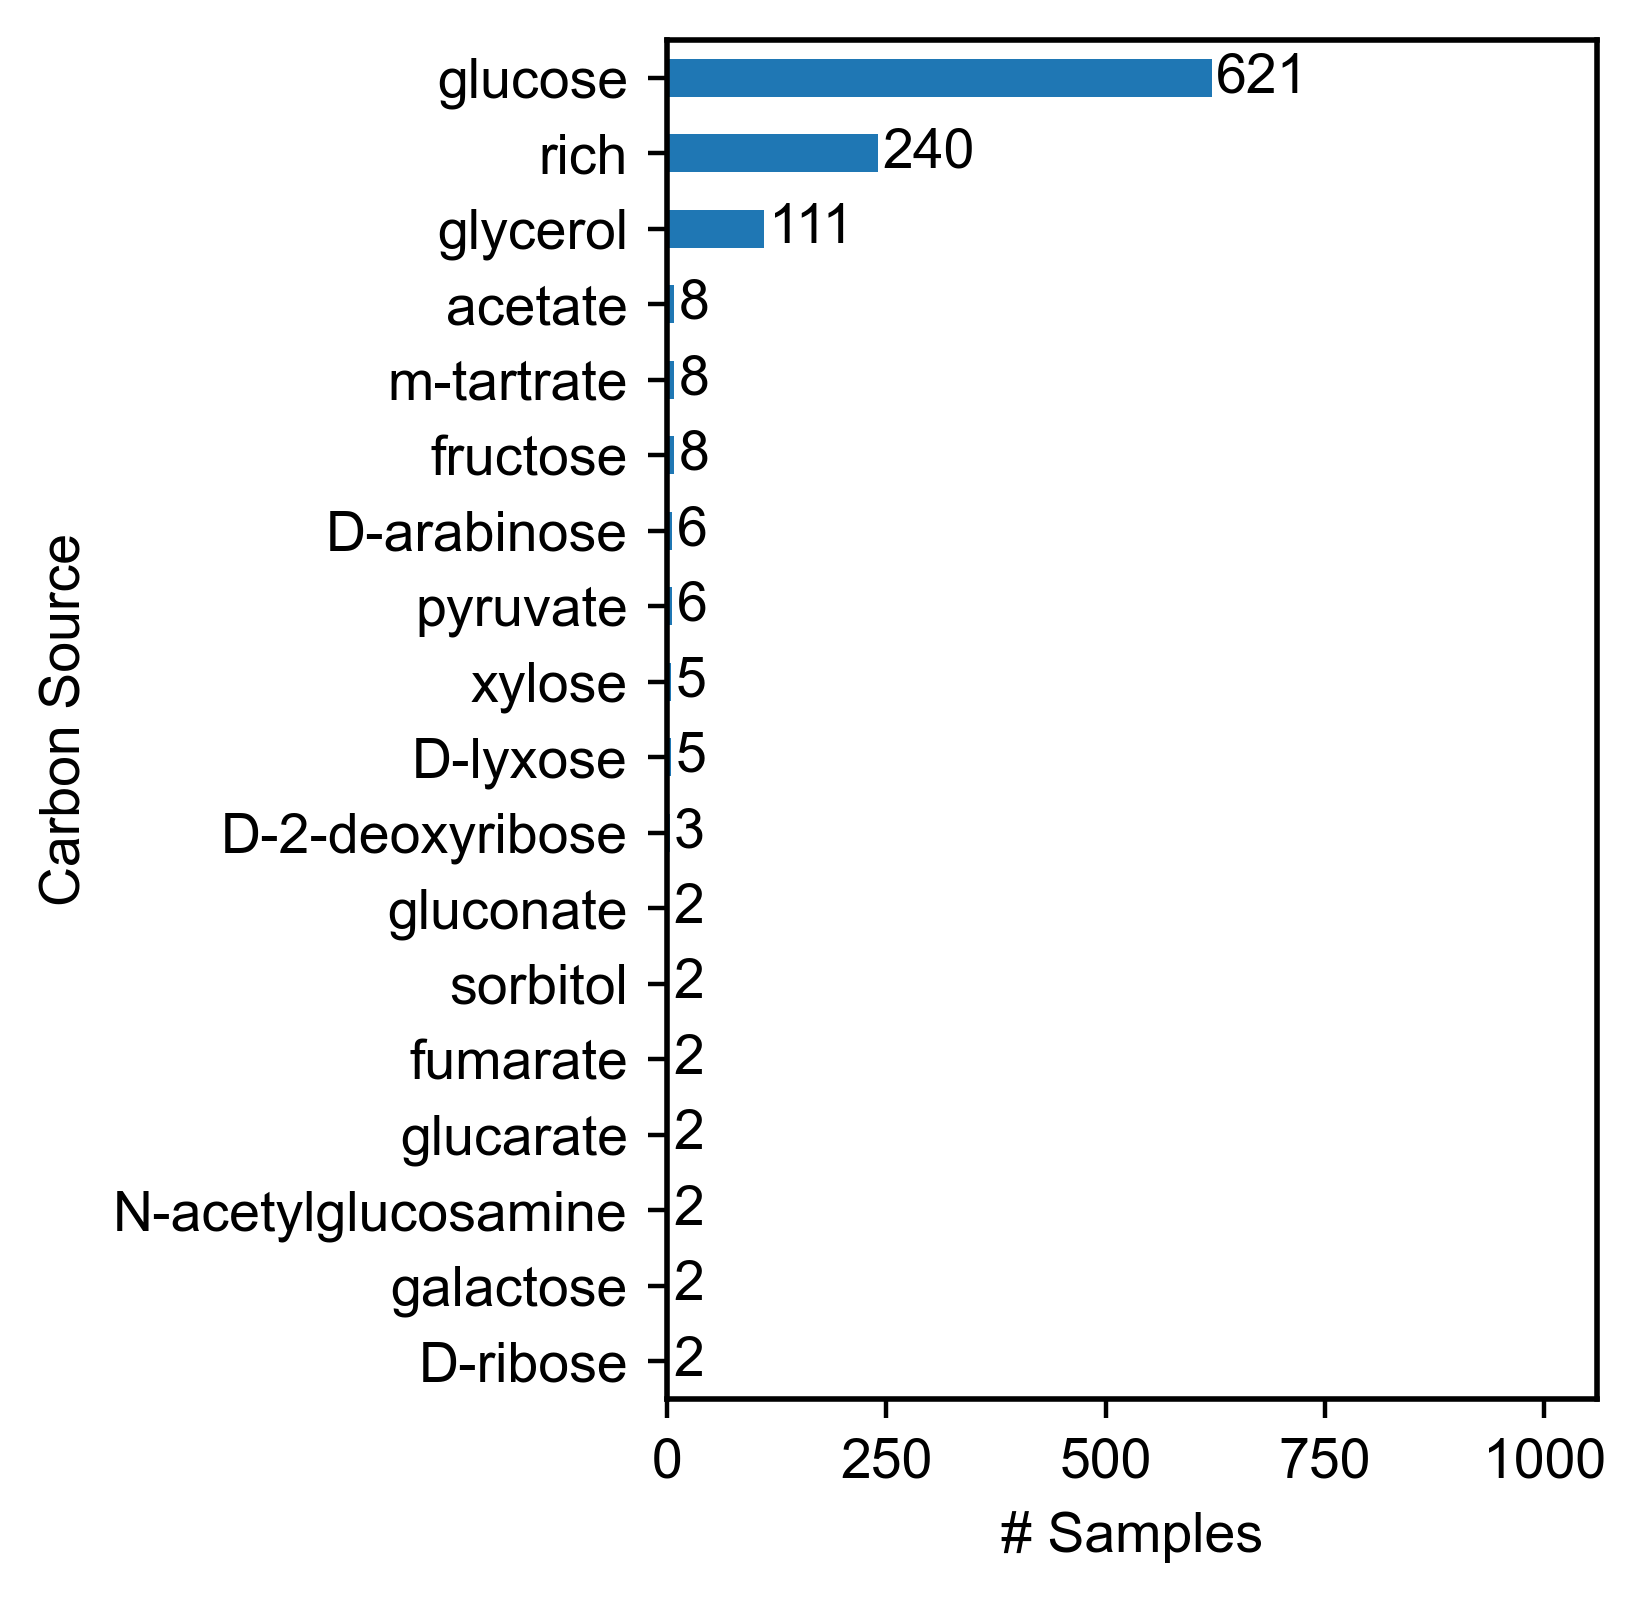 glucose 621
rich 240
glycerol 111
acetate 8
m-tartrate 8
fructose 8
D-arabinose 6
pyruvate 6
xylose 5
D-lyxose 5
D-2-deoxyribose 3
gluconate 2
sorbitol 2
fumarate 2
glucarate 2
N-acetylglucosamine 2
galactose 2
D-ribose 2
Carbon Source
0 250 500 750 1000
# Samples